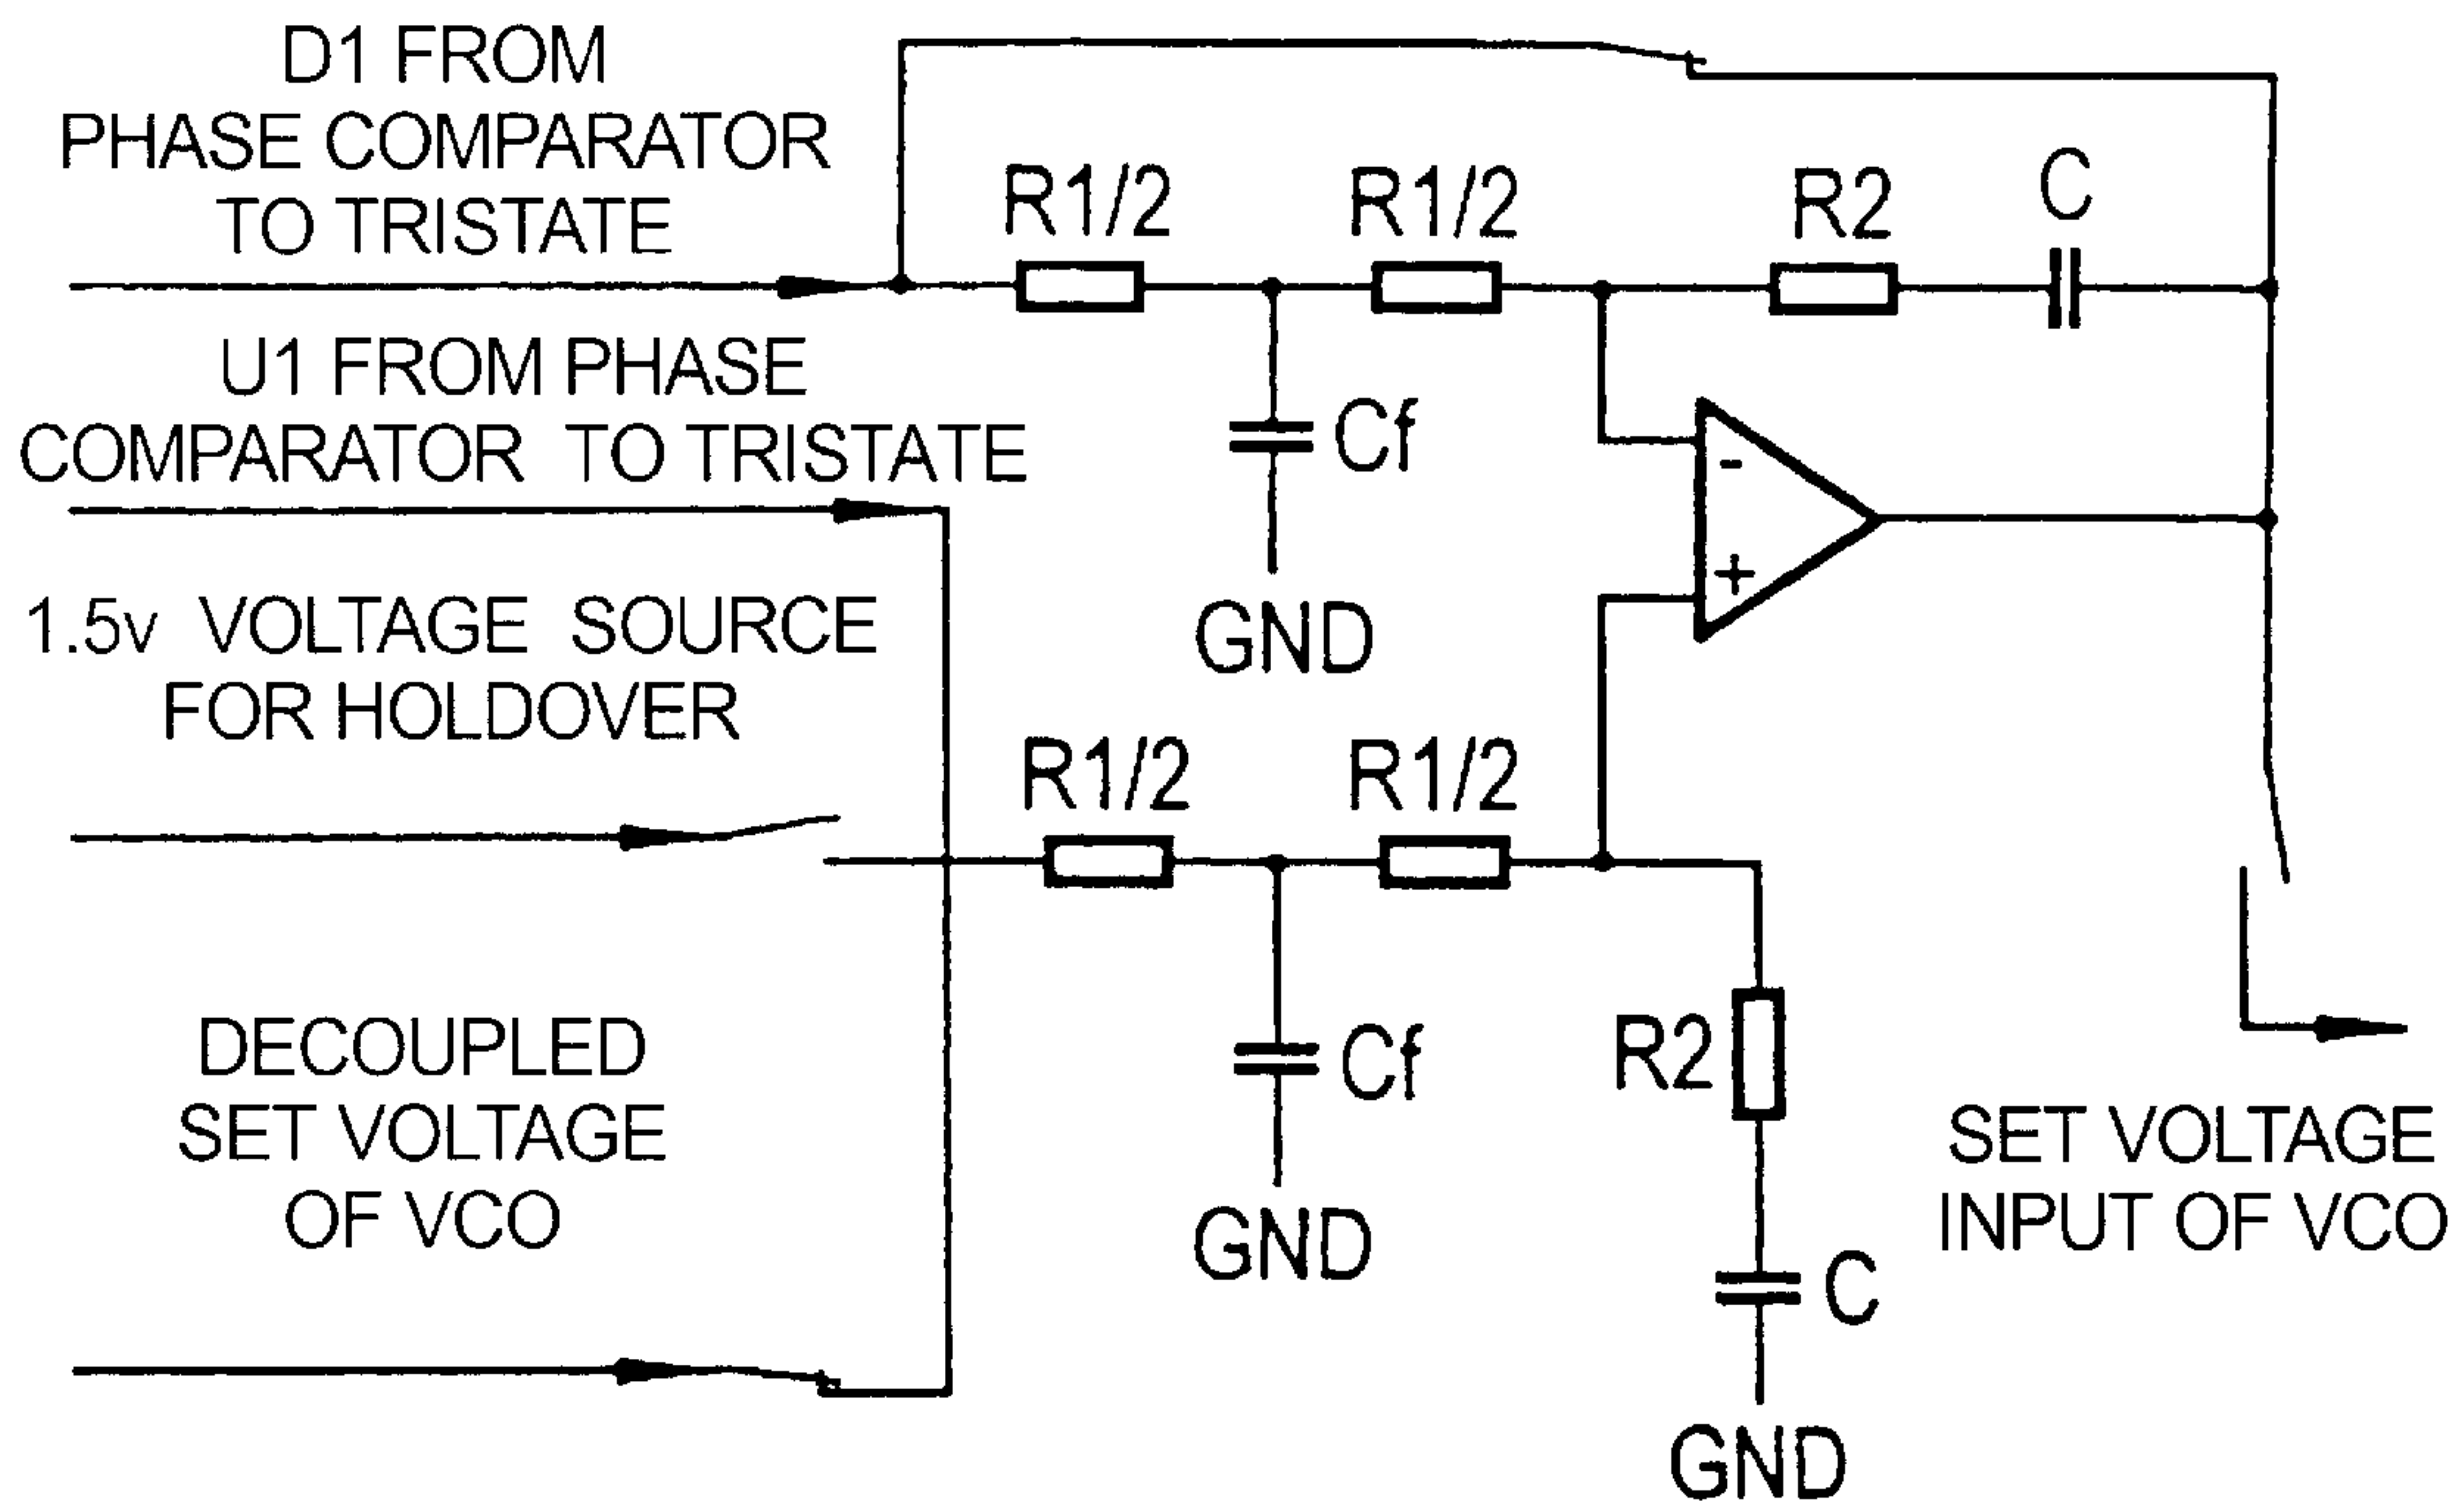 D1 FROM
PHASE COMPARATOR
TO TRISTATE
R1/2
R1/2
R2
C
U1 FROM PHASE
COMPARATOR TO TRISTATE
Cf
-
+
GND
1.5v VOLTAGE SOURCE
FOR HOLDOVER
R1/2
R1/2
DECOUPLED
SET VOLTAGE
OF VCO
Cf
R2
GND
SET VOLTAGE
INPUT OF VCO
C
GND